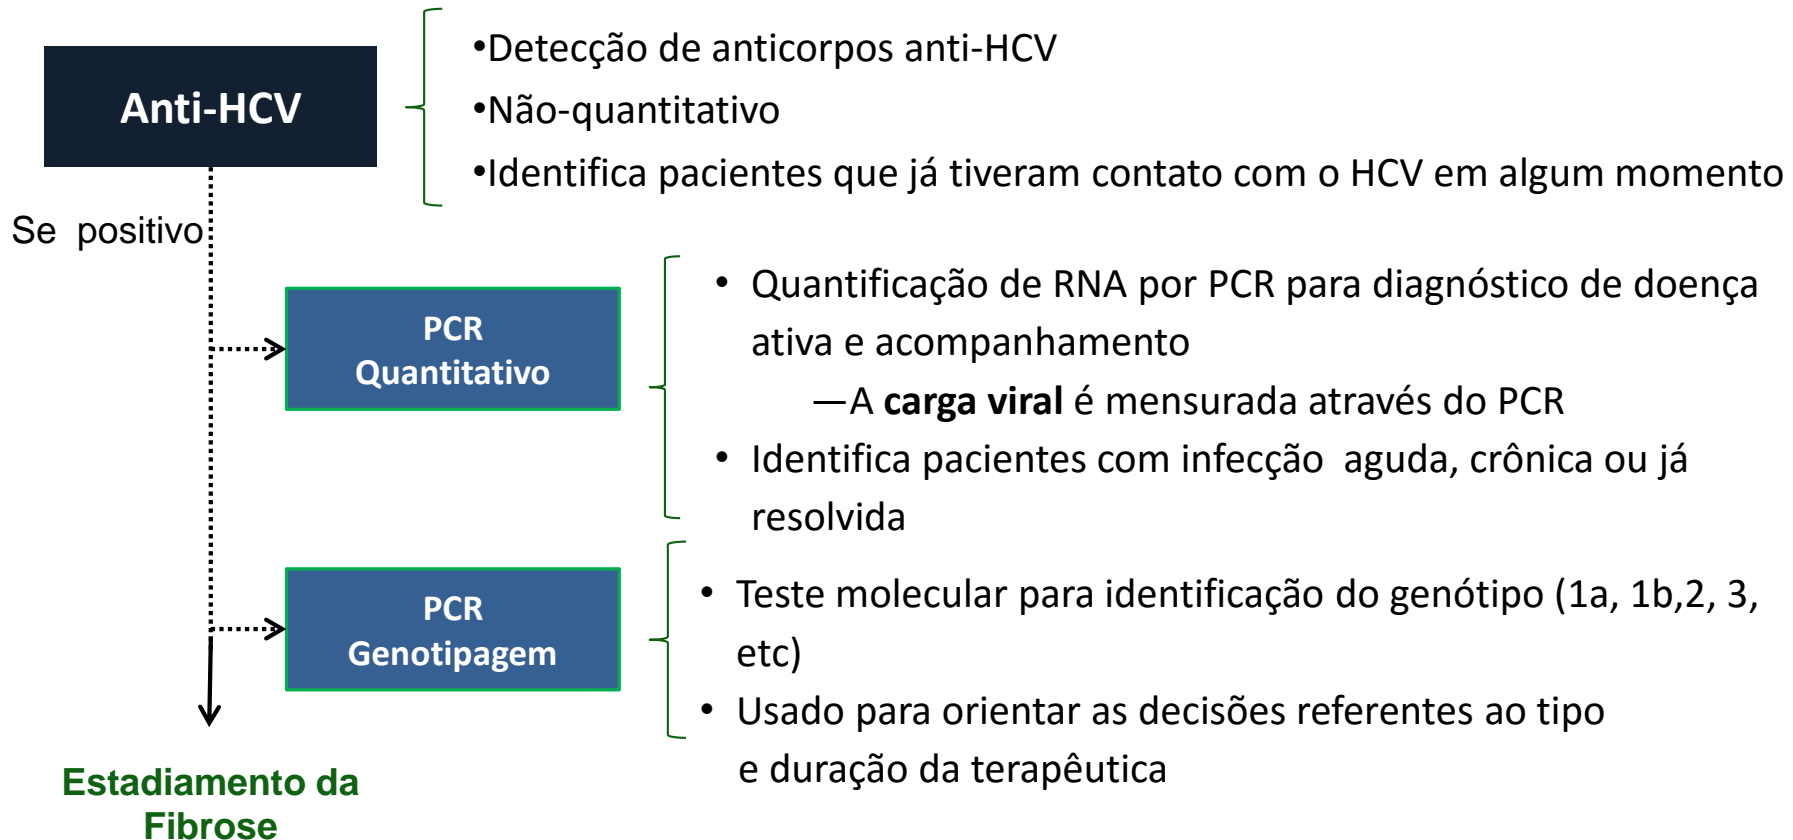 Anti-HCV
•Detecção de anticorpos anti-HCV
•Não-quantitativo
•Identifica pacientes que já tiveram contato com o HCV em algum momento
Se positivo
PCR
Quantitativo
• Quantificação de RNA por PCR para diagnóstico de doença
ativa e acompanhamento
—A carga viral é mensurada através do PCR
• Identifica pacientes com infecção aguda, crônica ou já
resolvida
PCR
Genotipagem
• Teste molecular para identificação do genótipo (1a, 1b,2, 3,
etc)
• Usado para orientar as decisões referentes ao tipo
e duração da terapêutica
Estadiamento da
Fibrose